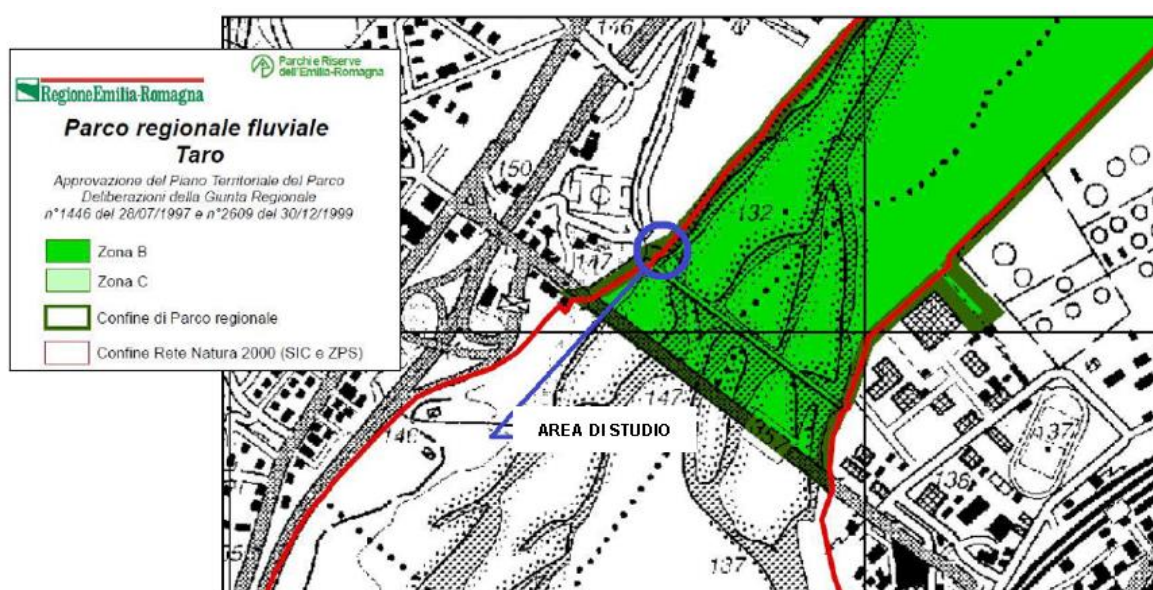 Parchi e Riserve
dell'Emilia-Romagna
RegioneEmilia-Romagna
Parco regionale fluviale
Taro
Approvazione del Piano Territoriale del Parco
Deliberazioni della Giunta Regionale
n°1446 del 28/07/1997 e n°2609 del 30/12/1999
Zona B
Zona C
Confine di Parco regionale
Confine Rete Natura 2000 (SIC e ZPS)
146
150
132
147
147
AREA DI STUDIO
137
136
137